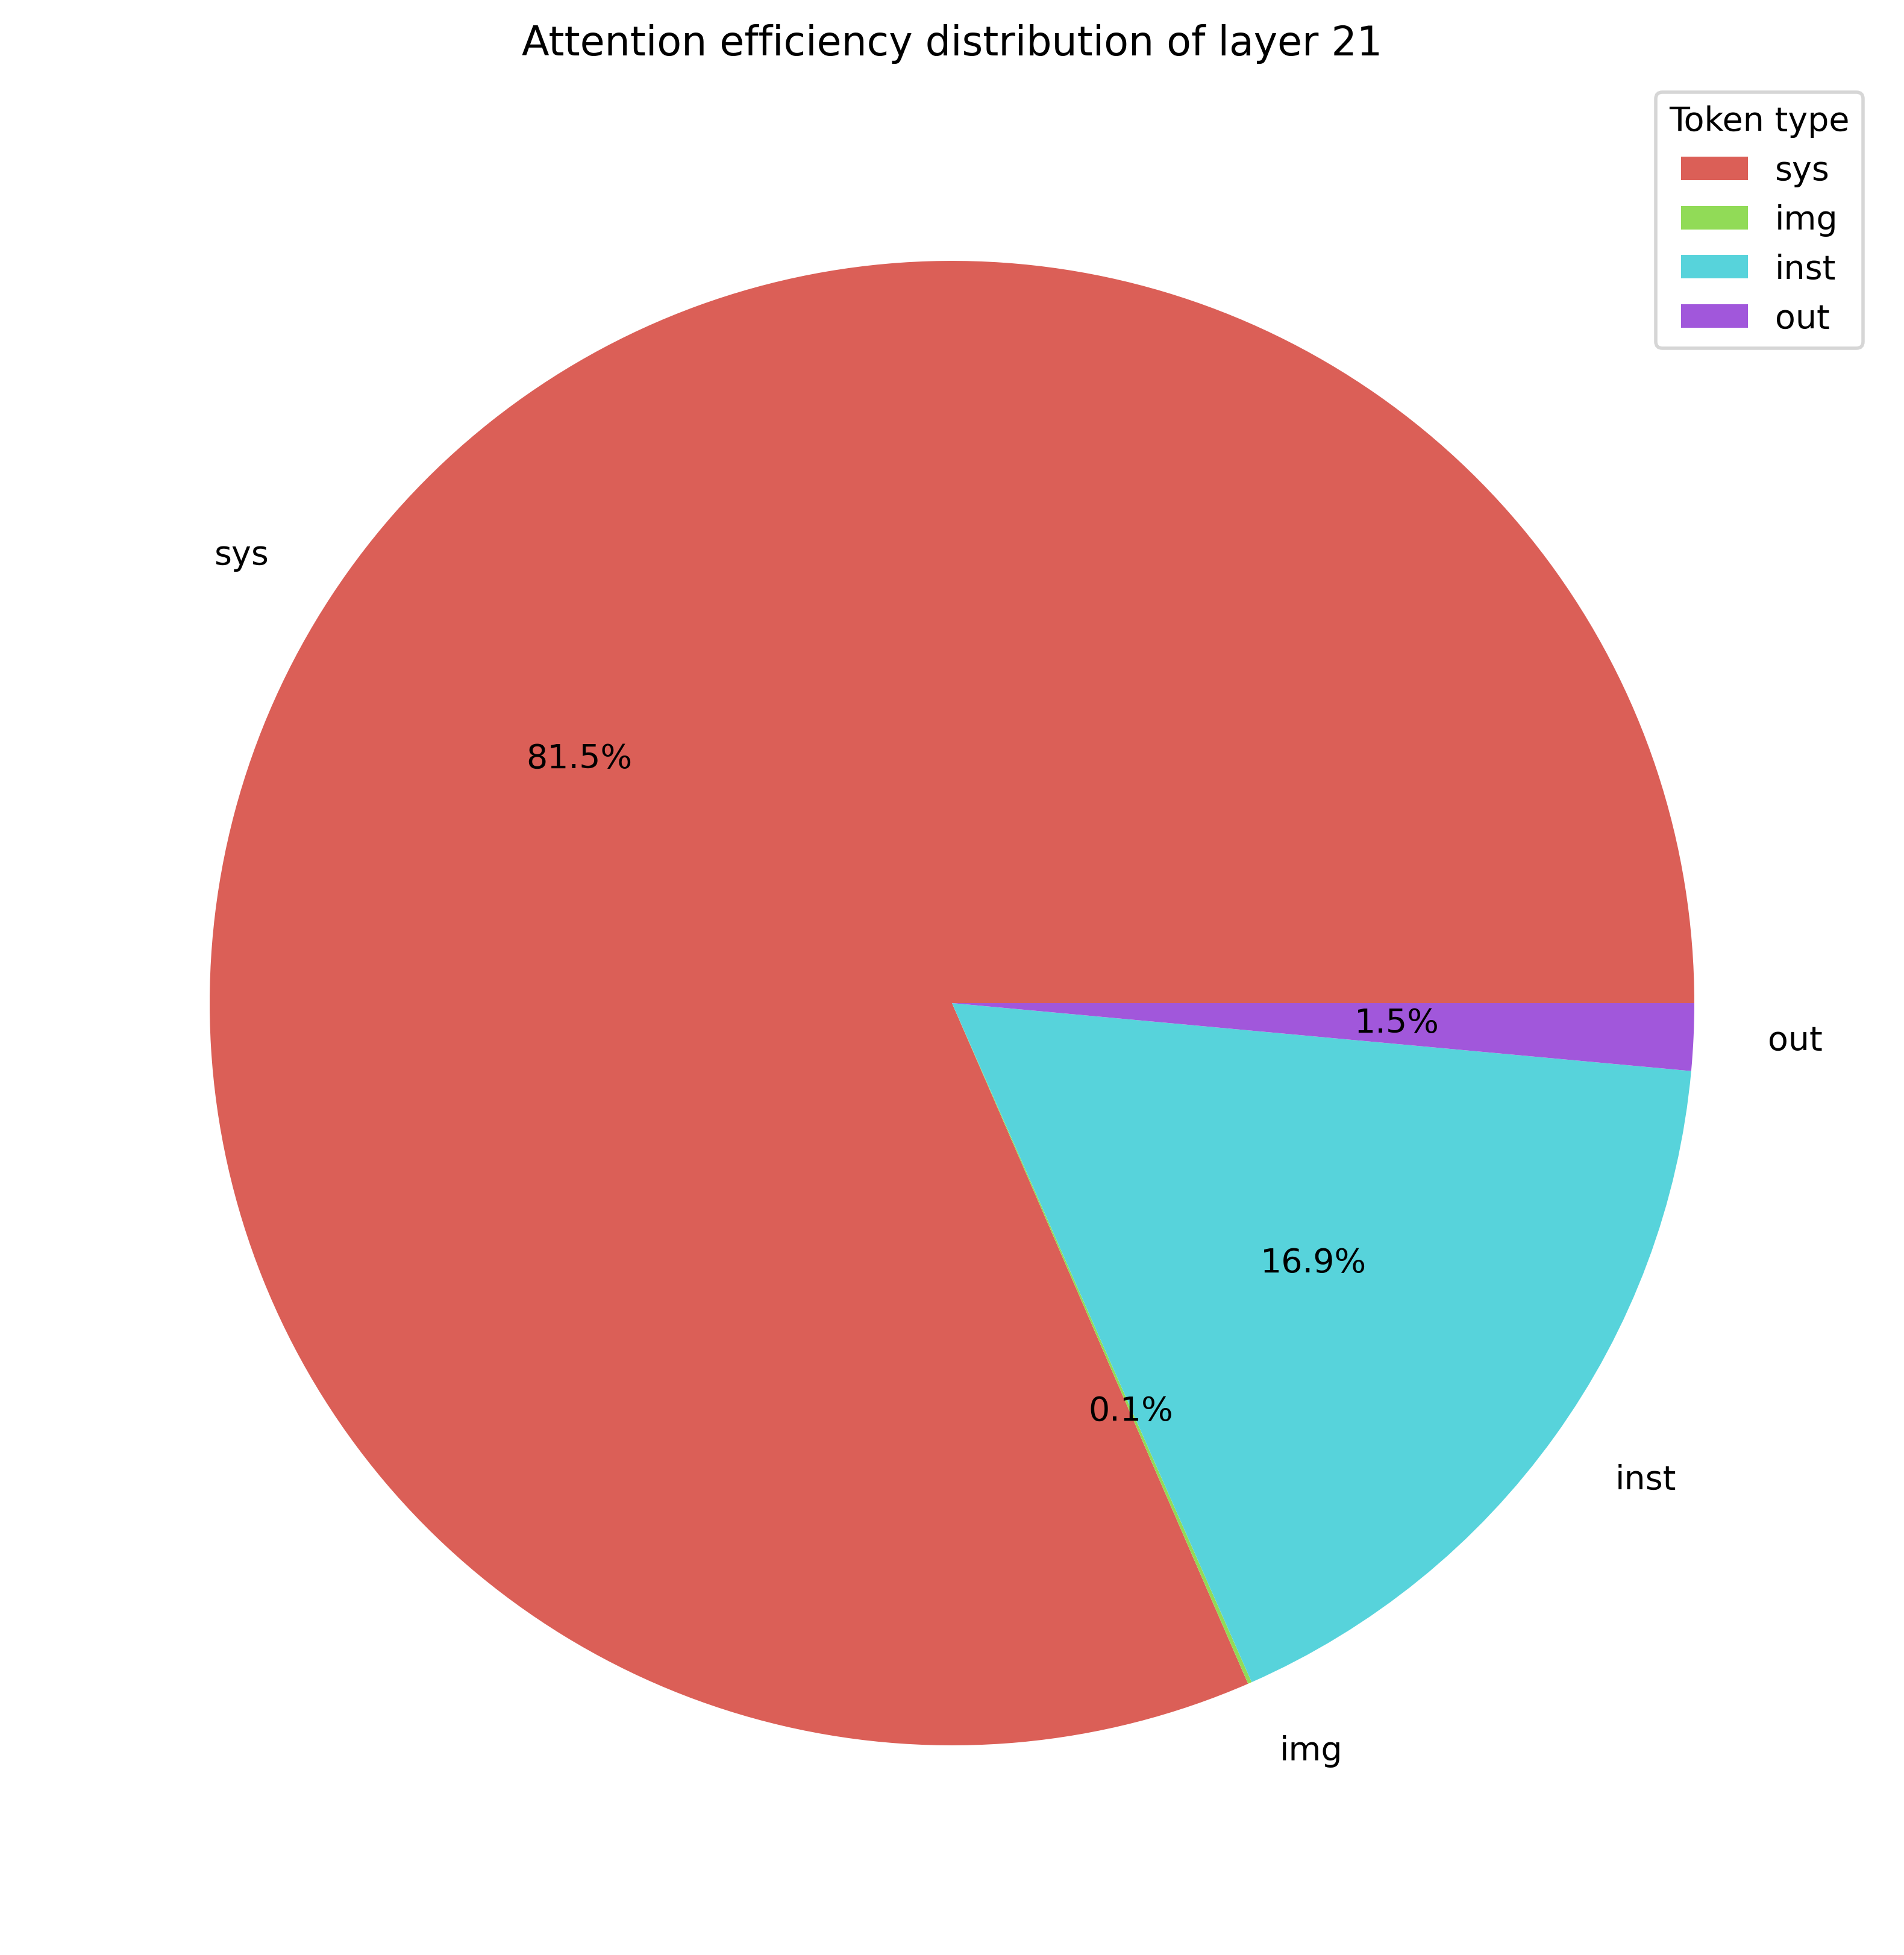 Attention efficiency distribution of layer 21
Token type
sys
img
inst
out
sys
81.5%
1.5%
out
16.9%
0.1%
inst
img